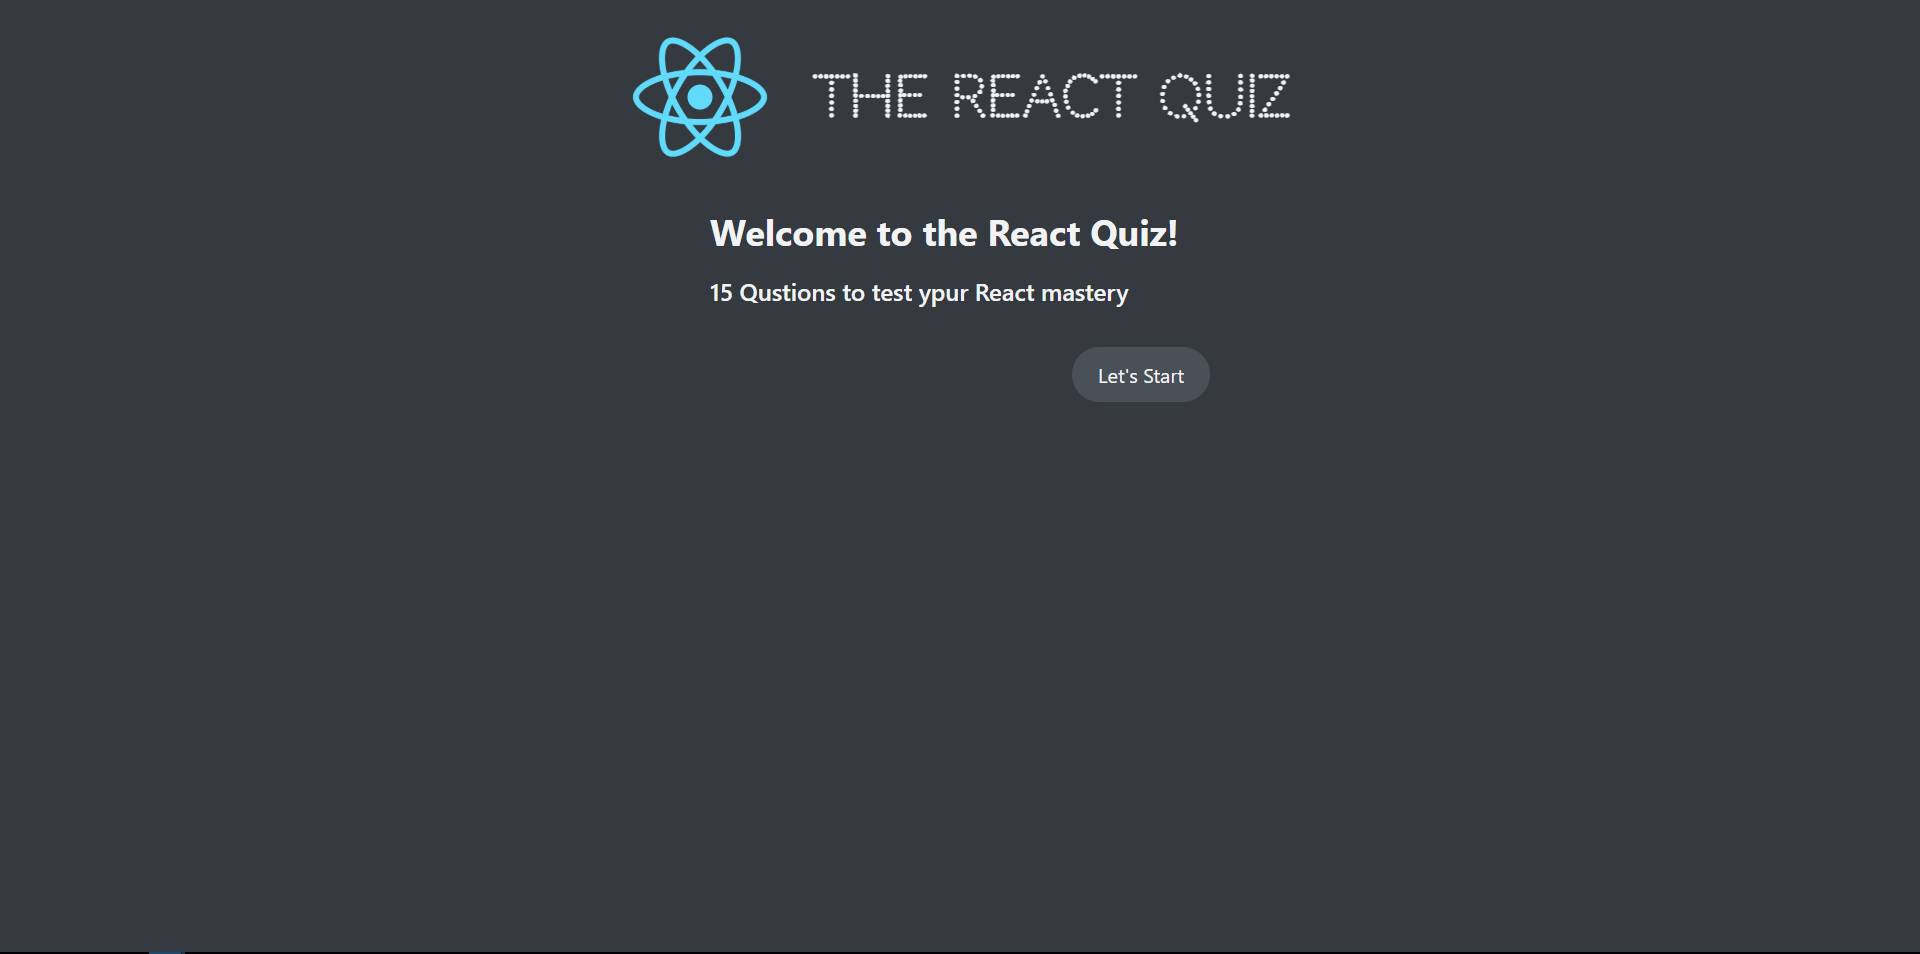 THE REACT QUIZ
Welcome to the React Quiz!
15 Qustions to test ypur React mastery
Let's Start